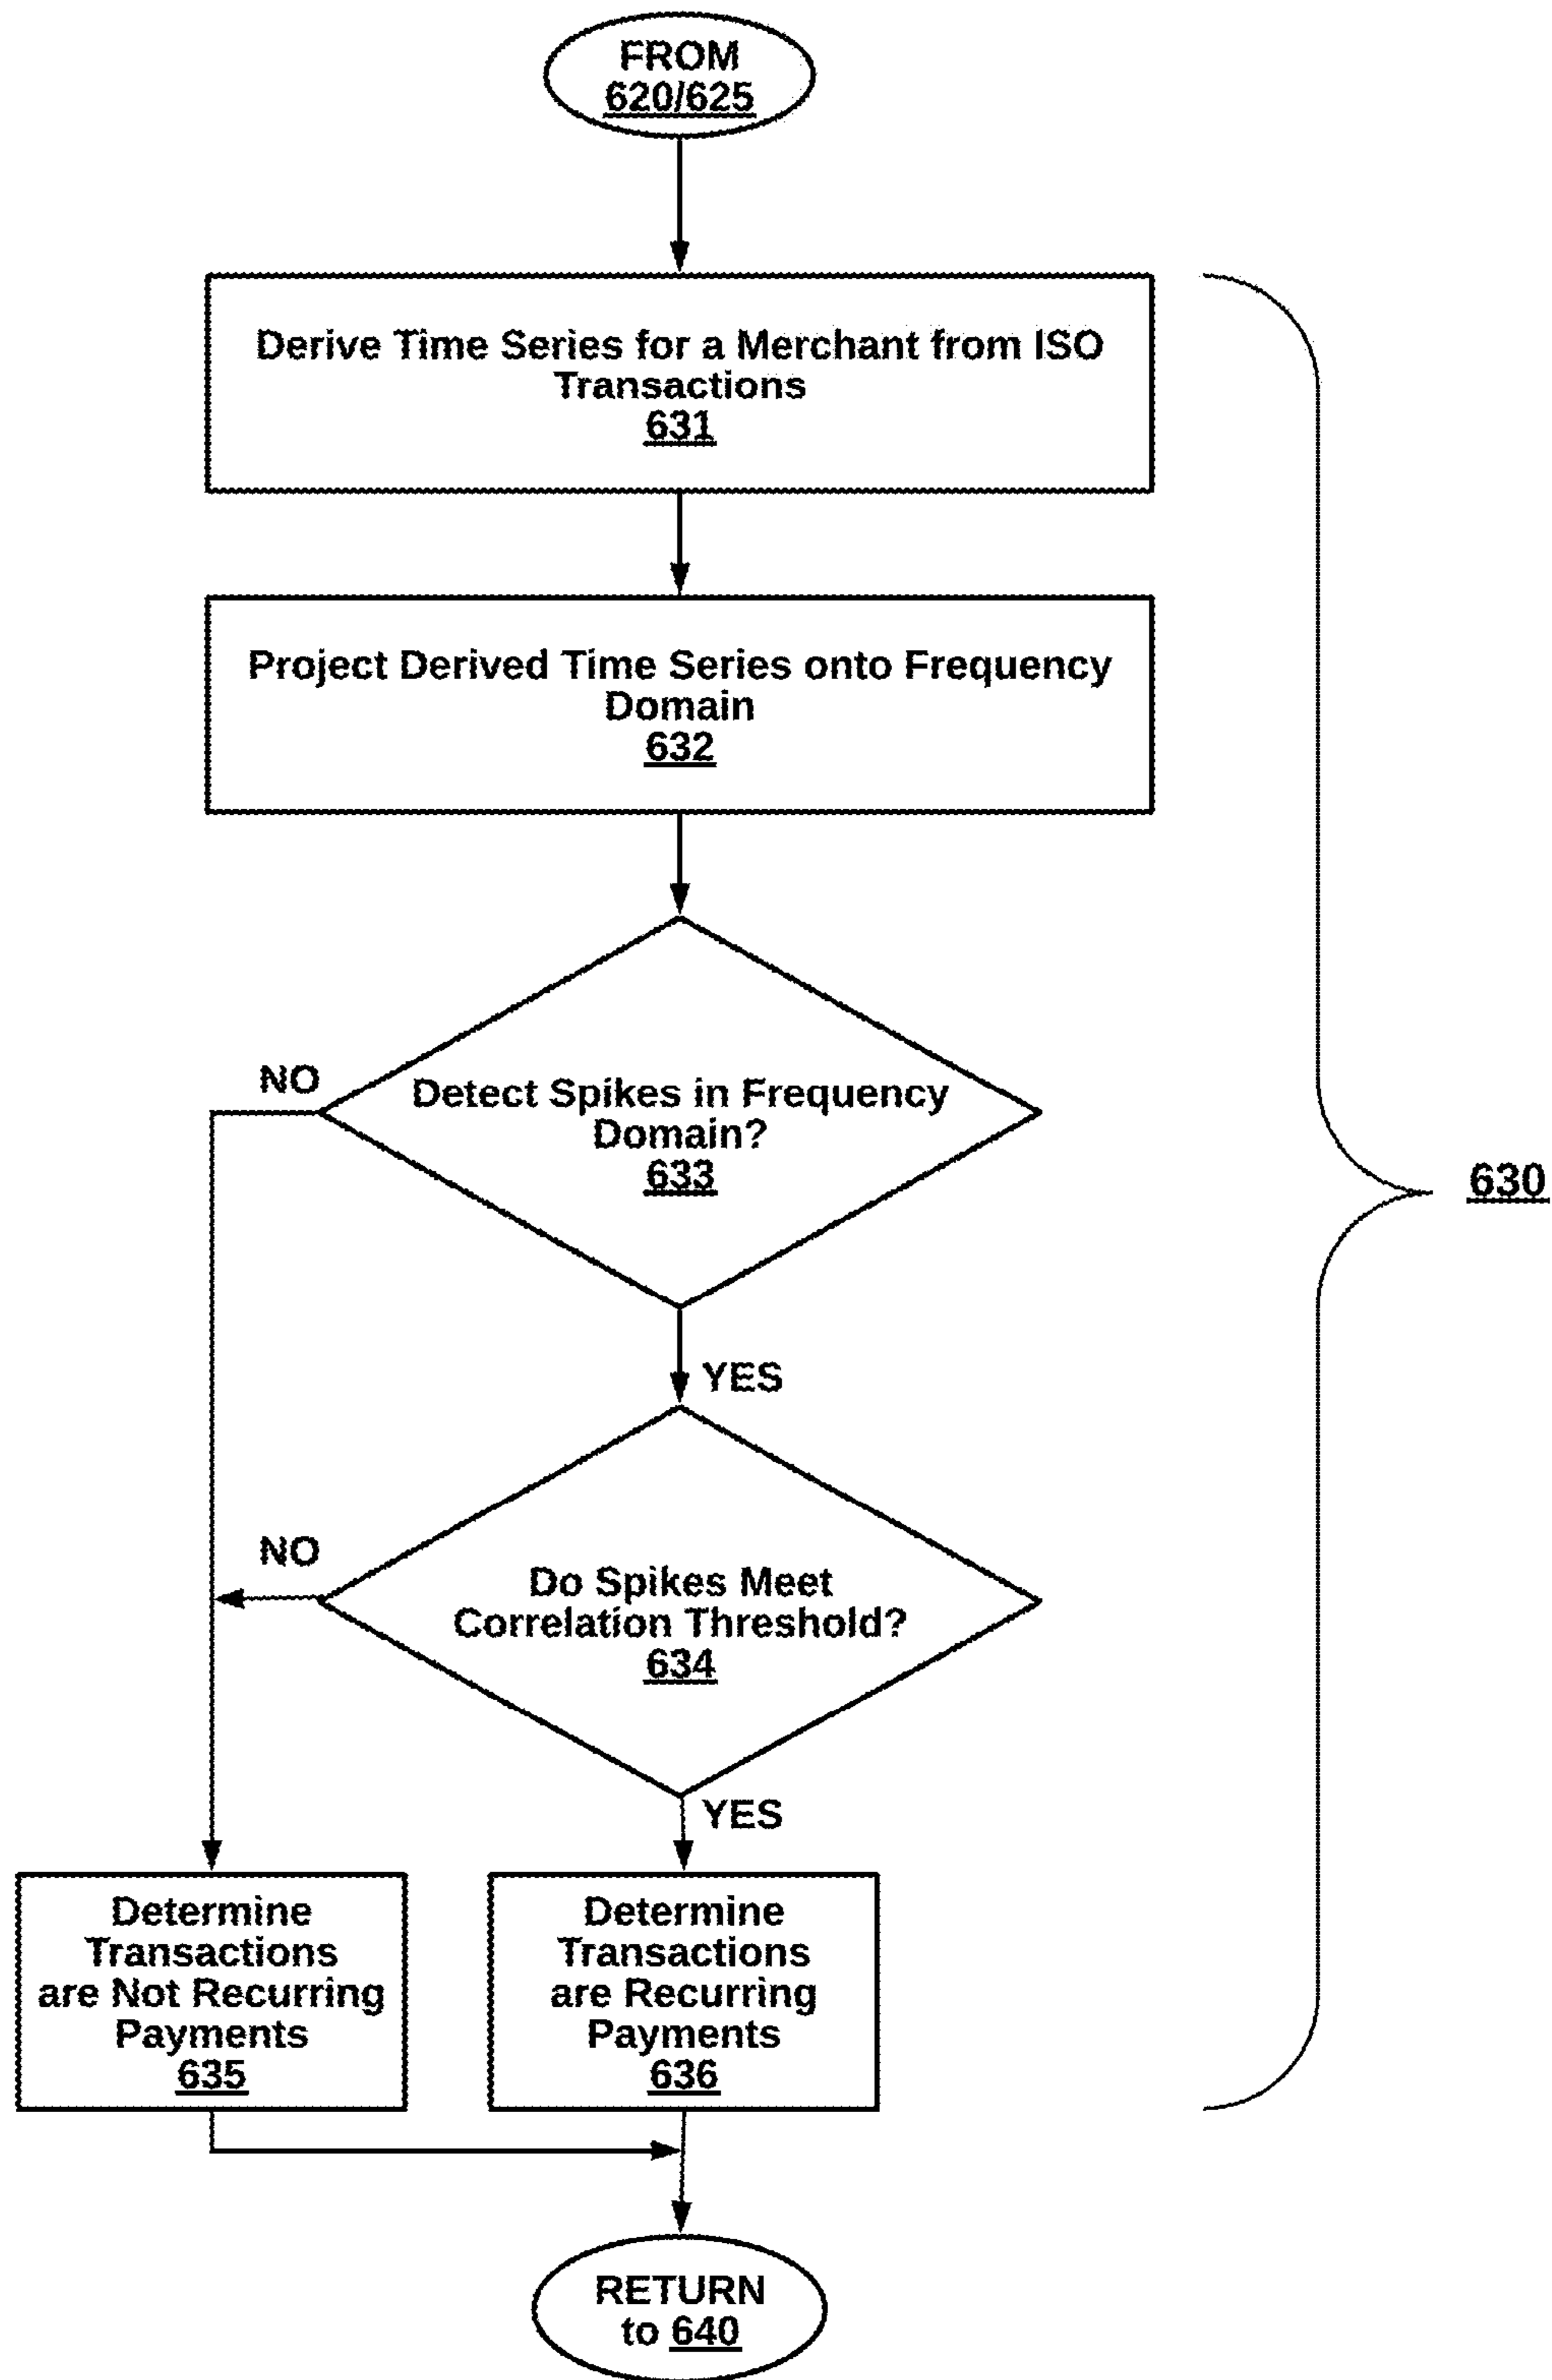 FROM
620/625
Derive Time Series for a Merchant from ISO
Transactions
631
Project Derived Time Series onto Frequency
Domain
632
NO
Detect Spikes in Frequency
Domain?
633
630
YES
NO
Do Spikes Meet
Correlation Threshold?
634
YES
Determine
Transactions
are Not Recurring
Payments
635
Determine
Transactions
are Recurring
Payments
636
RETURN
to 640